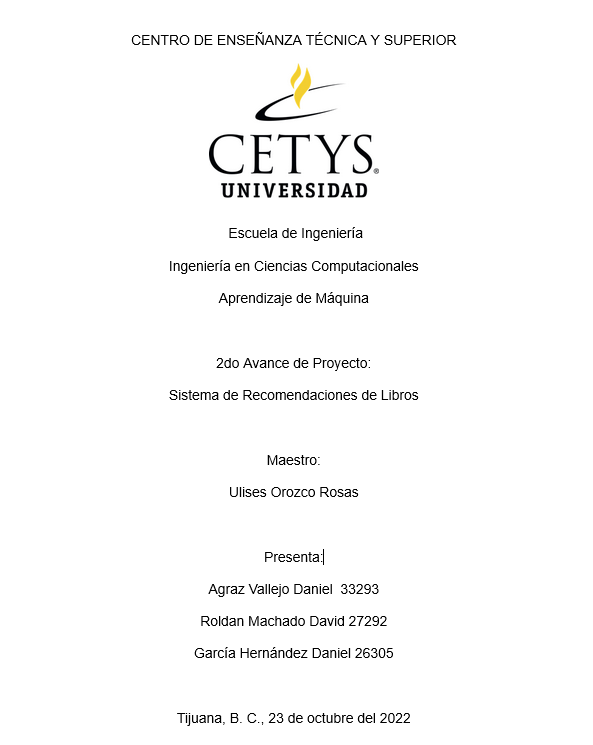 CENTRO DE ENSEÑANZA TÉCNICA Y SUPERIOR
CETYS®
UNIVERSIDAD
Escuela de Ingeniería
Ingeniería en Ciencias Computacionales
Aprendizaje de Máquina
2do Avance de Proyecto:
Sistema de Recomendaciones de Libros
Maestro:
Ulises Orozco Rosas
Presenta:
Agraz Vallejo Daniel  33293
Roldan Machado David 27292
García Hernández Daniel 26305
Tijuana, B. C., 23 de octubre del 2022